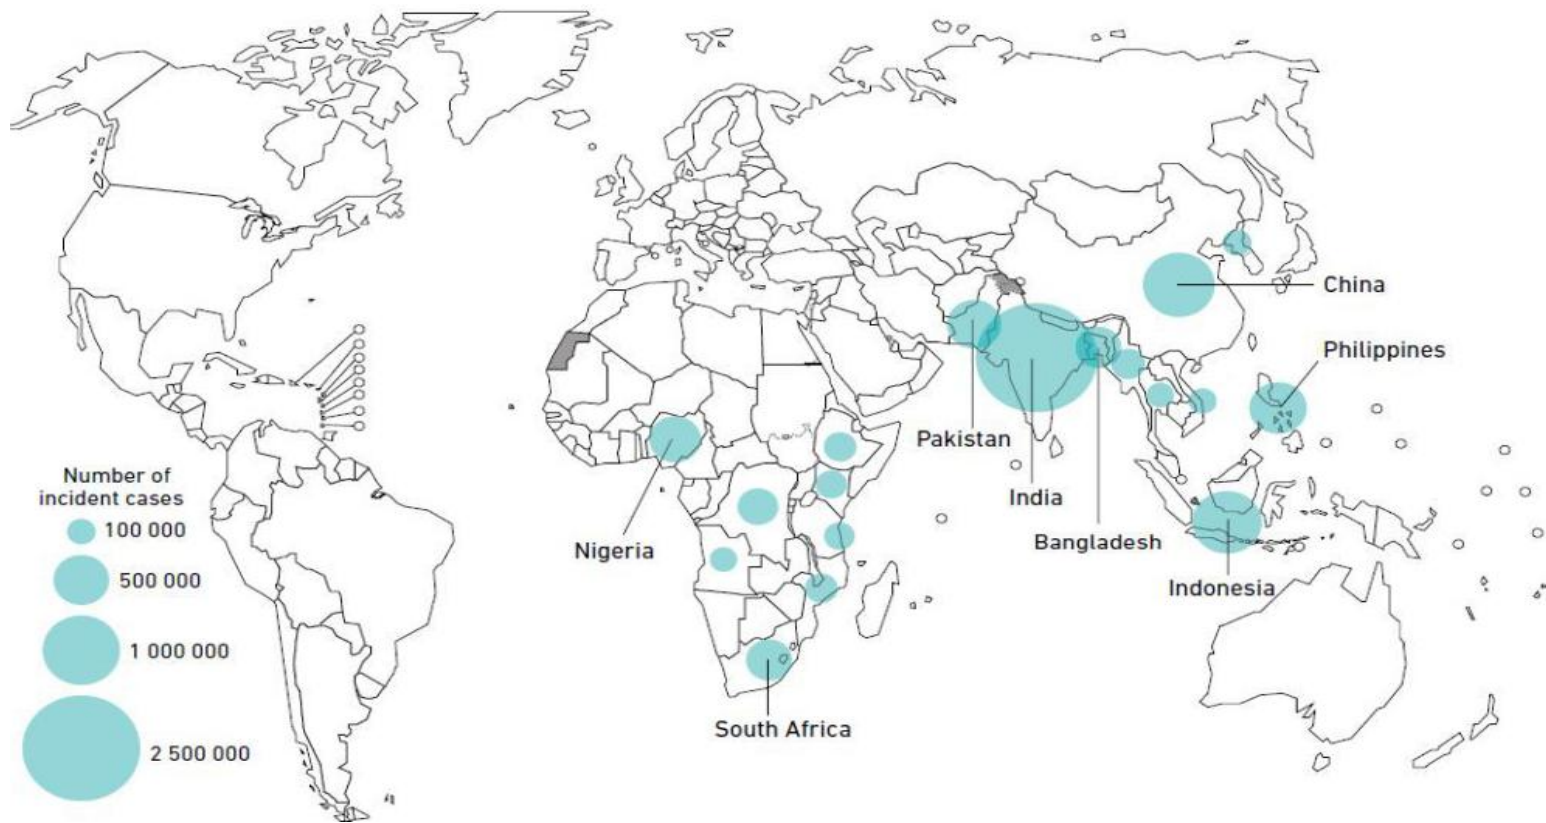 China
Philippines
Pakistan
Number of
incident cases
India
100 000
Bangladesh
Nigeria
500 000
Indonesia
1 000 000
South Africa
2 500 000